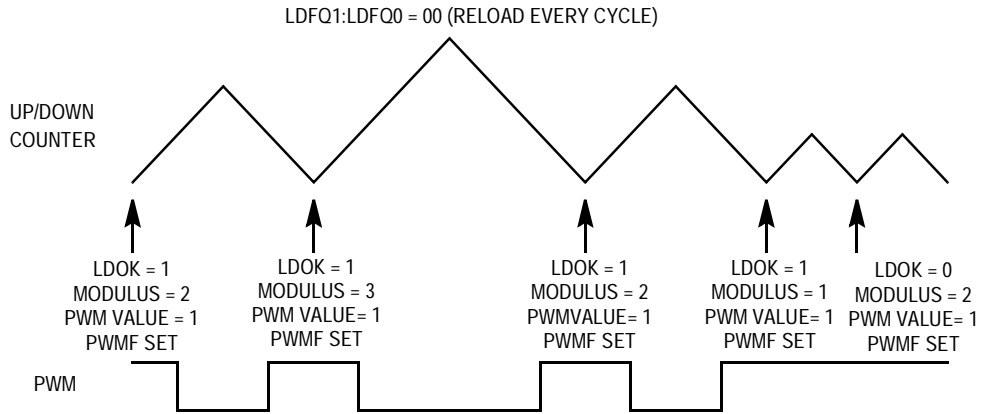 LDFQ1:LDFQ0 = 00 (RELOAD EVERY CYCLE)
UP/DOWN
COUNTER
LDOK = 1
MODULUS = 2
PWM VALUE = 1
PWMF SET
LDOK = 1
MODULUS = 3
PWM VALUE= 1
PWMF SET
LDOK = 1
MODULUS = 2
PWMVALUE= 1
PWMF SET
LDOK = 1
MODULUS = 1
PWM VALUE= 1
PWMF SET
LDOK = 0
MODULUS = 2
PWM VALUE= 1
PWMF SET
PWM